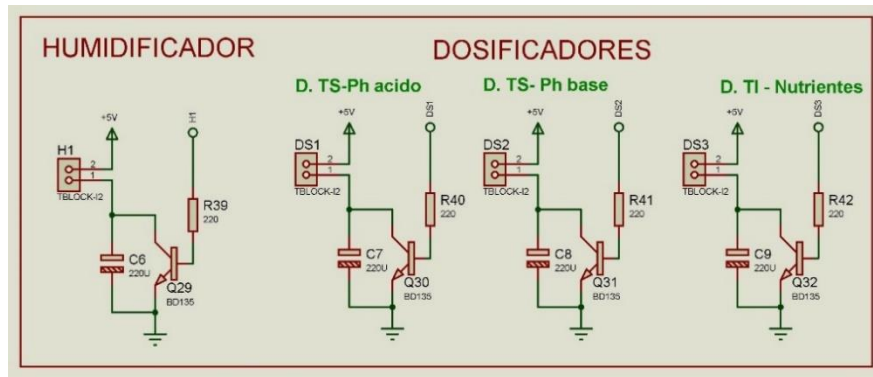 HUMIDIFICADOR
DOSIFICADORES
D. TS-Ph acido
D. TS- Ph base
D. TI - Nutrientes
+5V
H1
H1
2
1
TBLOCK-I2
R39
220
C6
220U
Q29
BD135
+5V
DS1
DS1
2
1
TBLOCK-I2
R40
220
C7
220U
Q30
BD135
+5V
DS2
DS2
2
1
TBLOCK-I2
R41
220
C8
220U
Q31
BD135
+5V
DS3
DS3
2
1
TBLOCK-I2
R42
220
C9
220U
Q32
BD135